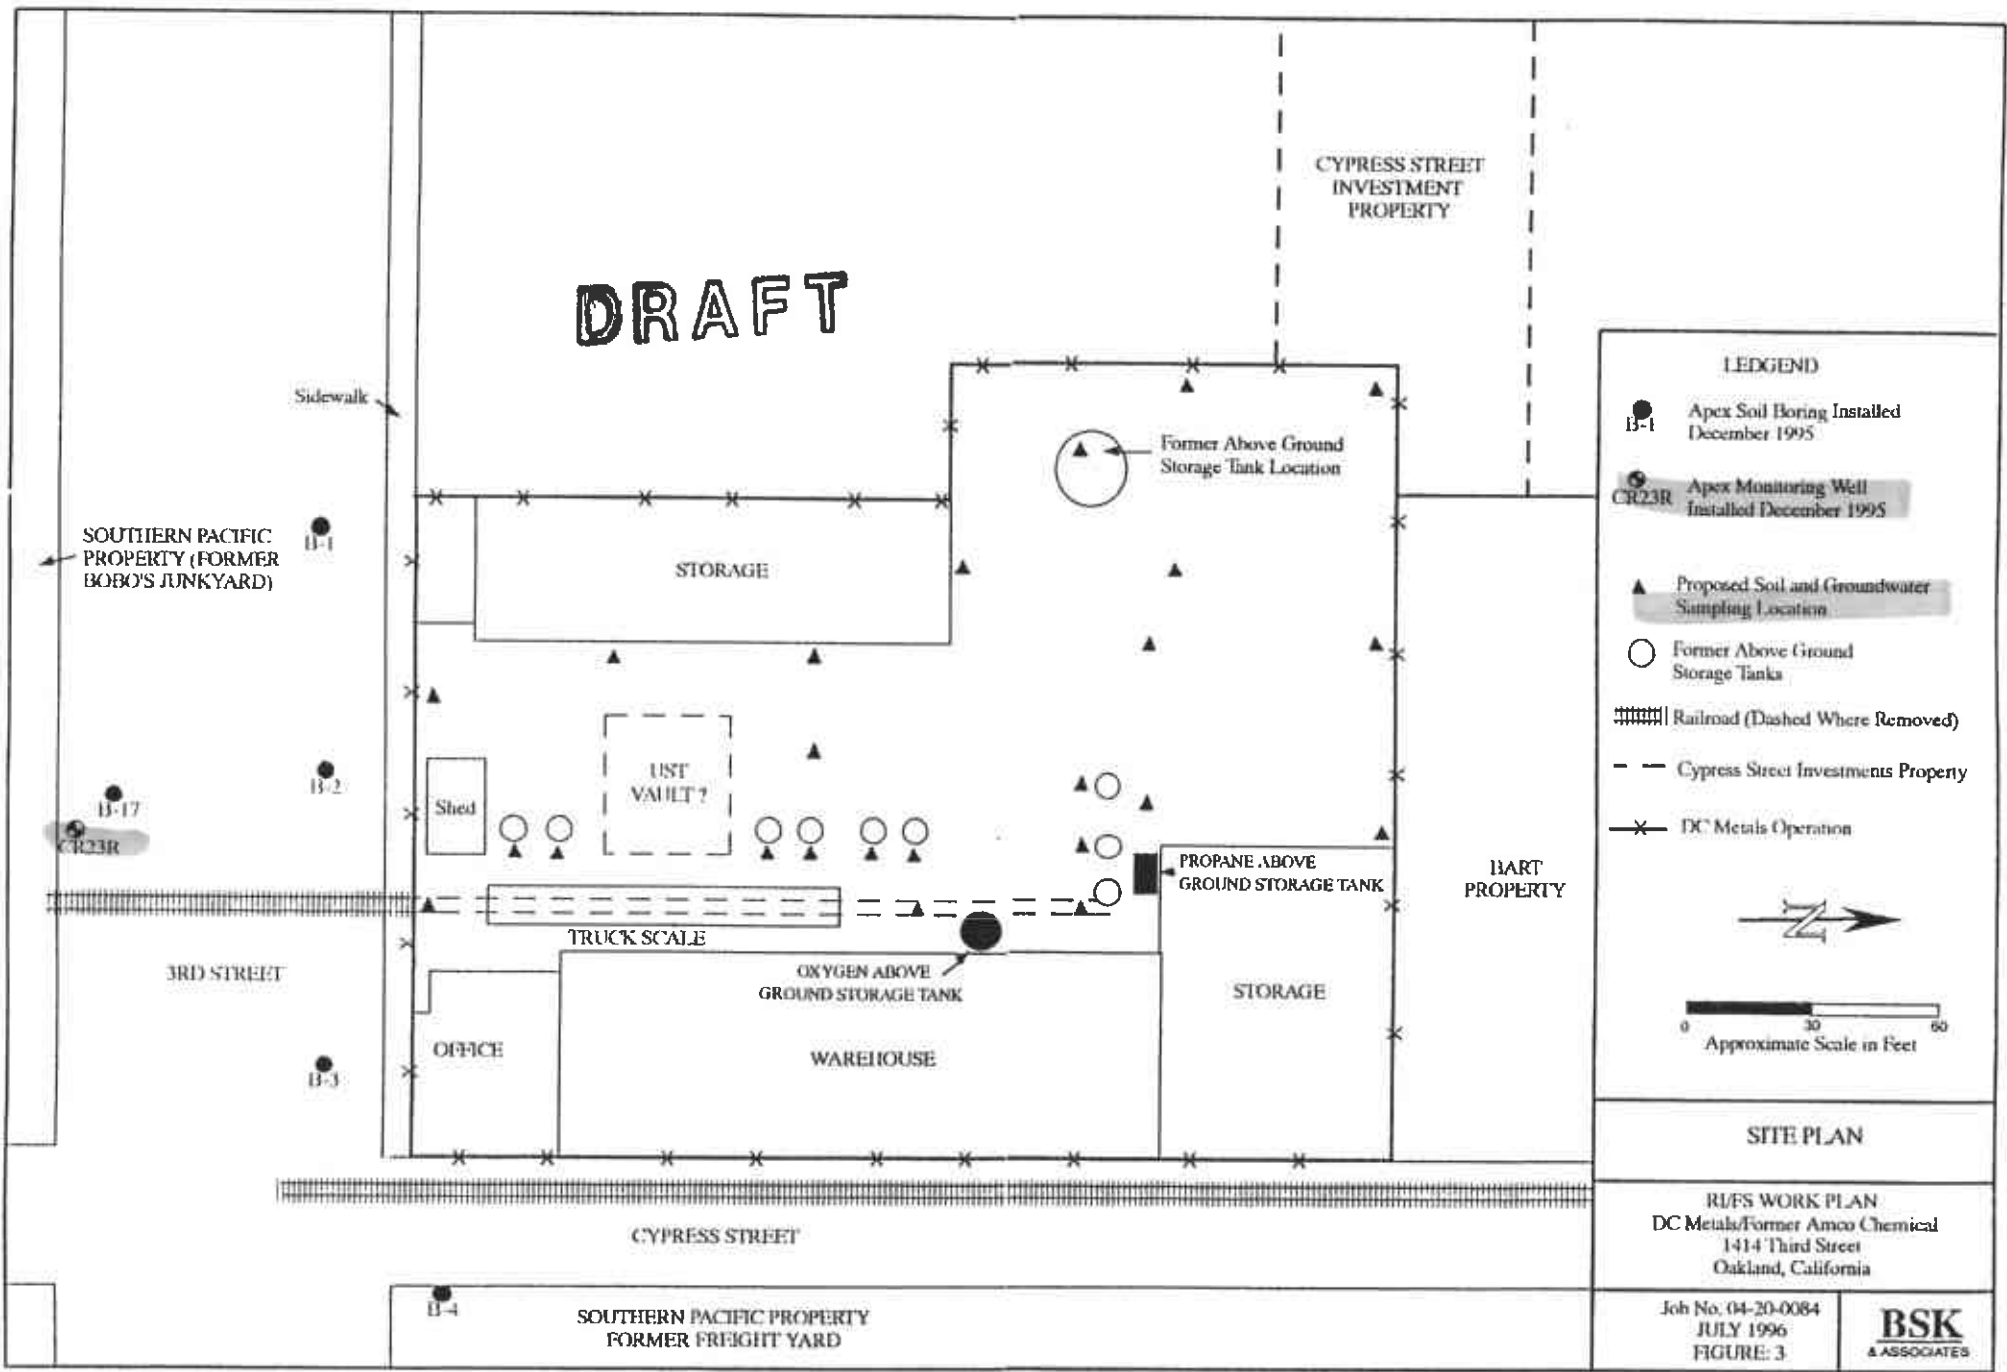 CYPRESS STREET
INVESTMENT
PROPERTY
DRAFT
Sidewalk
Former Above Ground
Storage Tank Location
SOUTHERN PACIFIC
PROPERTY (FORMER
BOBO'S JUNKYARD)
B-1
STORAGE
B-2
B-17
CR23R
Shed
UST
VAULT ?
PROPANE ABOVE
GROUND STORAGE TANK
BART
PROPERTY
TRUCK SCALE
3RD STREET
OXYGEN ABOVE
GROUND STORAGE TANK
STORAGE
OFFICE
WAREHOUSE
B-3
CYPRESS STREET
B-4
SOUTHERN PACIFIC PROPERTY
FORMER FREIGHT YARD
LEDGEND
B-1
Apex Soil Boring Installed
December 1995
CR23R
Apex Monitoring Well
Installed December 1995
Proposed Soil and Groundwater
Sampling Location
Former Above Ground
Storage Tanks
Railroad (Dashed Where Removed)
Cypress Street Investments Property
DC Metals Operation
N
0 30 60
Approximate Scale in Feet
SITE PLAN
RI/FS WORK PLAN
DC Metals/Former Amco Chemical
1414 Third Street
Oakland, California
Job No. 04-20-0084
JULY 1996
FIGURE: 3
BSK
& ASSOCIATES